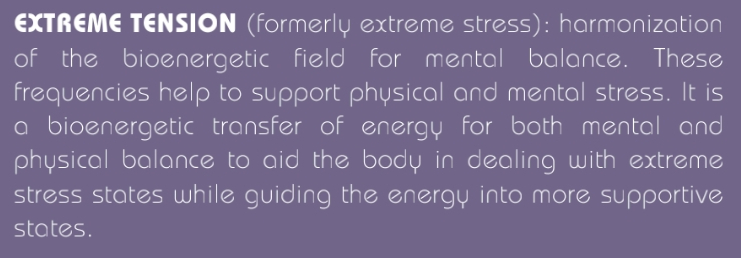 EXTREME TENSION (formerly extreme stress): harmonization
of the bioenergetic field for mental balance. These
frequencies help to support physical and mental stress. It is
a bioenergetic transfer of energy for both mental and
physical balance to aid the body in dealing with extreme
stress states while guiding the energy into more supportive
states.